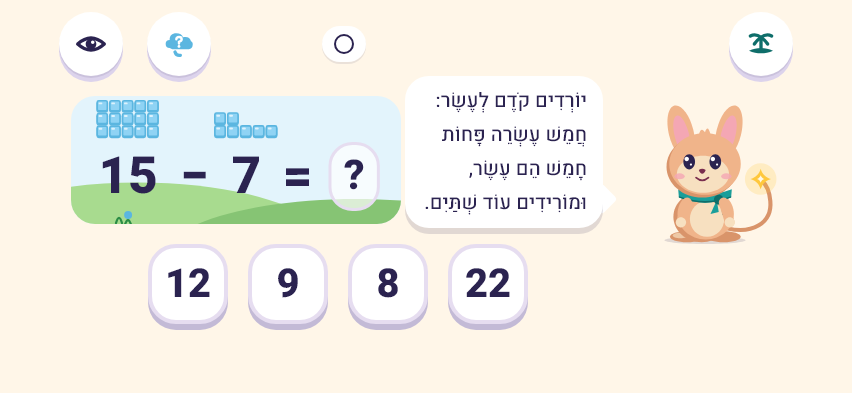 ?
יוֹרְדִים קֹדֶם לְעֶשֶׂר:
חֲמֵשׁ עֶשְׂרֵה פָּחוֹת
חָמֵשׁ הֵם עֶשֶׂר,
וּמוֹרִידִים עוֹד שְׁתַּיִם.
15 - 7 = ?
12 9 8 22